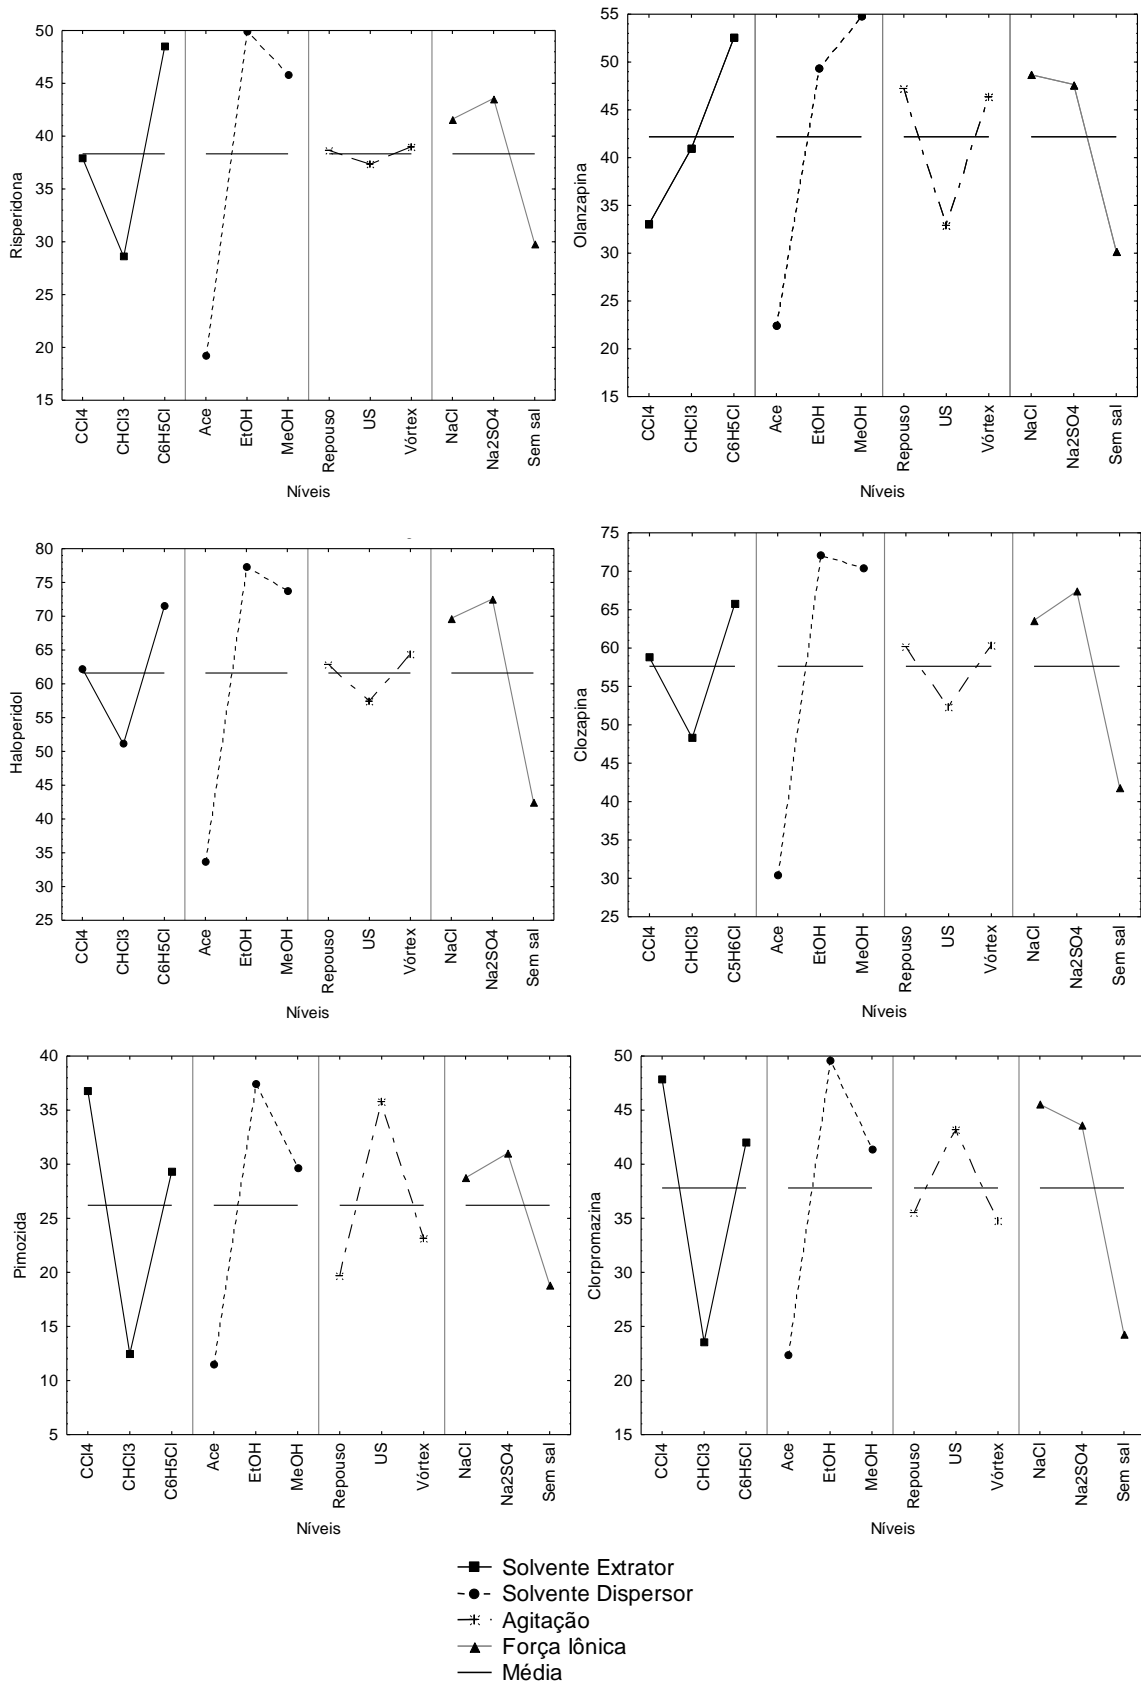 50
45
40
35
30
25
20
15
Risperidona
CCl4
CHCl3
C6H5Cl
Ace
EtOH
MeOH
Repouso
US
Vórtex
NaCl
Na2SO4
Sem sal
Níveis
55
50
45
40
35
30
25
20
15
Olanzapina
CCl4
CHCl3
C6H5Cl
Ace
EtOH
MeOH
Repouso
US
Vórtex
NaCl
Na2SO4
Sem sal
Níveis
80
75
70
65
60
55
50
45
40
35
30
25
Haloperidol
CCl4
CHCl3
C6H5Cl
Ace
EtOH
MeOH
Repouso
US
Vórtex
NaCl
Na2SO4
Sem sal
Níveis
75
70
65
60
55
50
45
40
35
30
25
Clozapina
CCl4
CHCl3
C5H6Cl
Ace
EtOH
MeOH
Repouso
US
Vórtex
NaCl
Na2SO4
Sem sal
Níveis
40
35
30
25
20
15
10
5
Pimozida
CCl4
CHCl3
C6H5Cl
Ace
EtOH
MeOH
Repouso
US
Vórtex
NaCl
Na2SO4
Sem sal
Níveis
50
45
40
35
30
25
20
15
Clorpromazina
CCl4
CHCl3
C6H5Cl
Ace
EtOH
MeOH
Repouso
US
Vórtex
NaCl
Na2SO4
Sem sal
Níveis
Solvente Extrator
Solvente Dispersor
Agitação
Força Iônica
Média